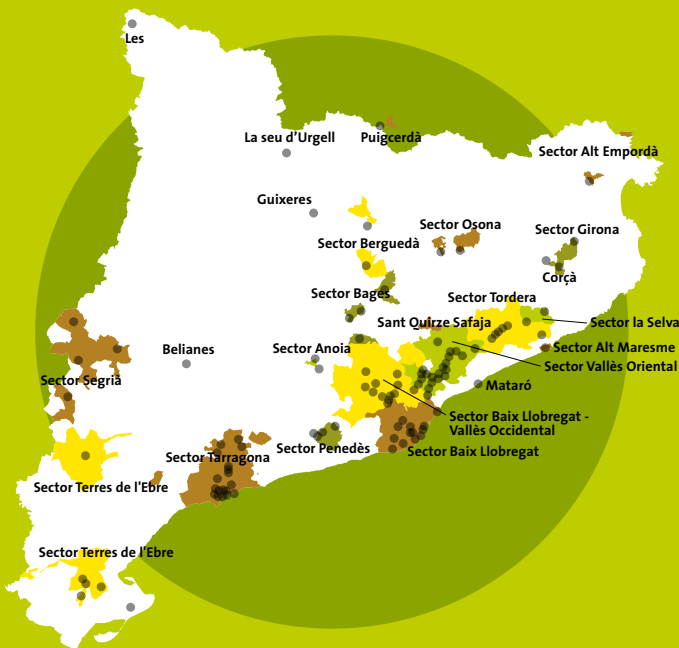 Les
La seu d'Urgell
Puigcerdà
Sector Alt Empordà
Guixeres
Sector Osona
Sector Girona
Sector Berguedà
Corçà
Sector Bages
Sector Tordera
Sant Quirze Safaja
Sector la Selva
Belianes
Sector Anoia
Sector Alt Maresme
Sector Vallès Oriental
Sector Segrià
Mataró
Sector Baix Llobregat -
Vallès Occidental
Sector Penedès
Sector Baix Llobregat
Sector Tarragona
Sector Terres de l'Ebre
Sector Terres de l'Ebre